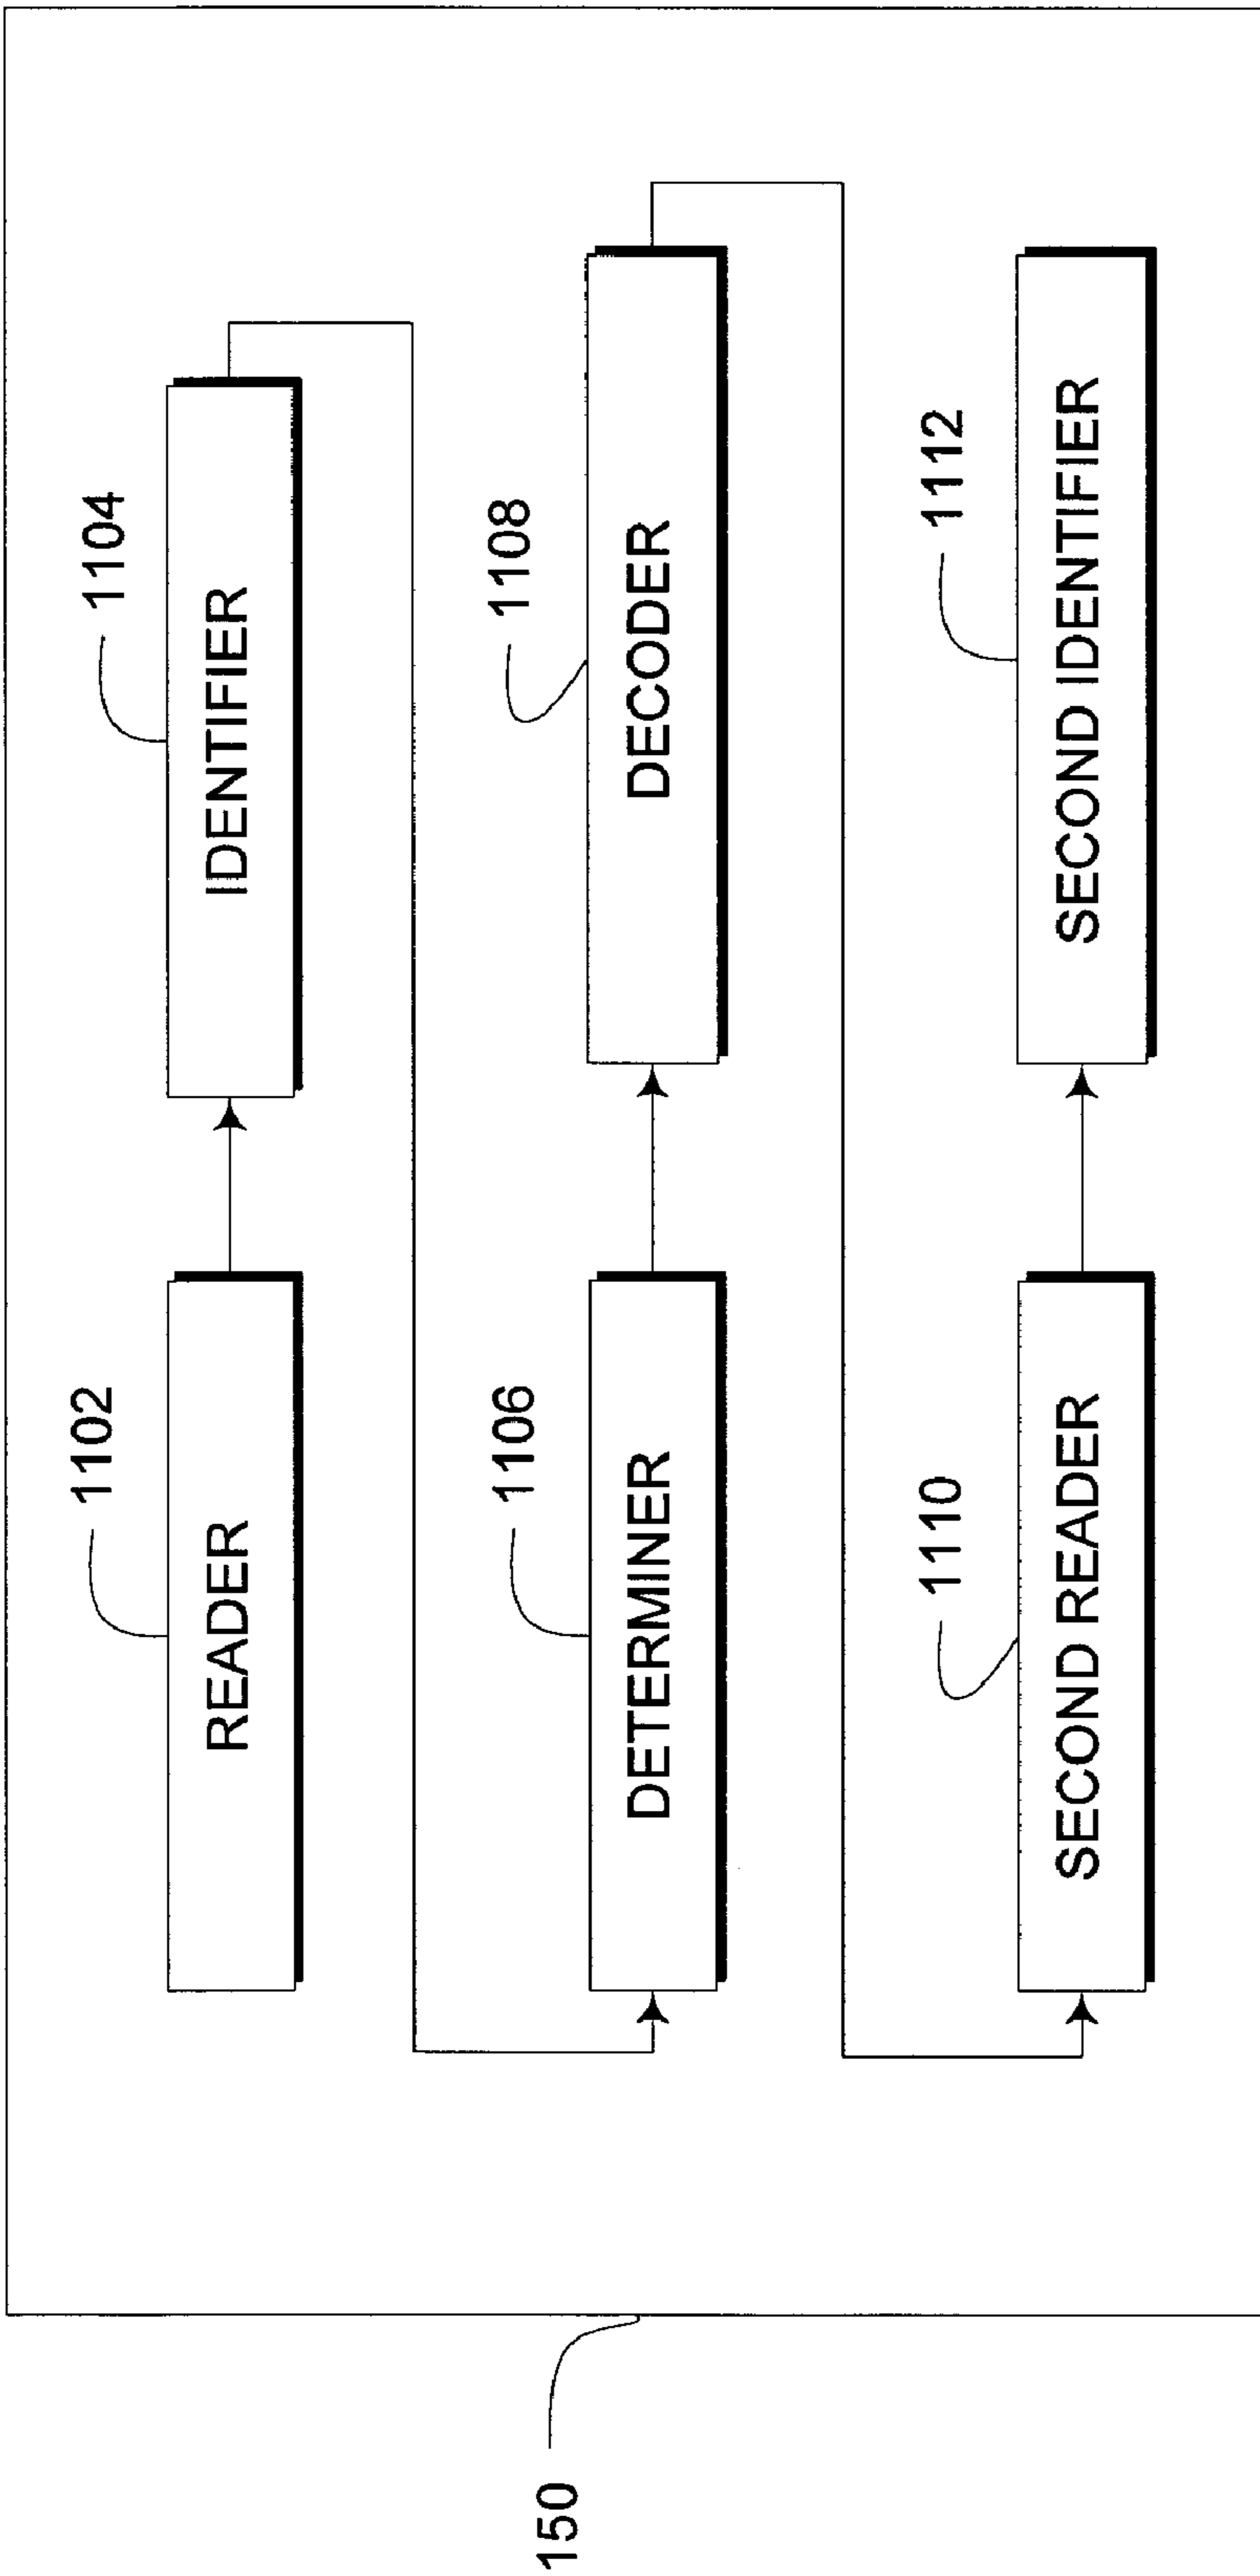 1102
READER
1104
IDENTIFIER
1106
DETERMINER
1108
DECODER
1110
SECOND READER
1112
SECOND IDENTIFIER
150